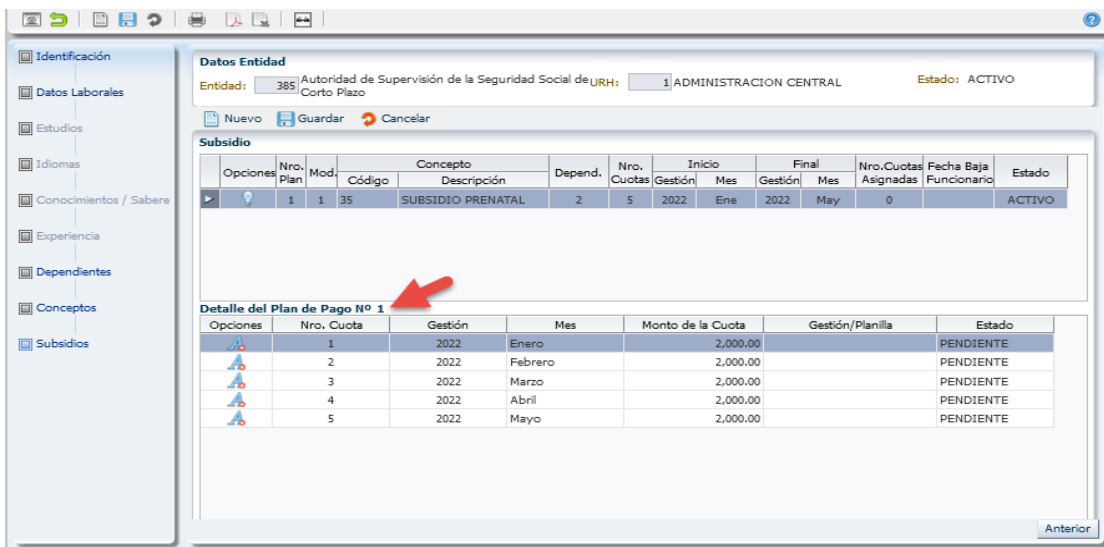 Identificación
Datos Laborales
Estudios
Idiomas
Conocimientos / Sabere
Experiencia
Dependientes
Conceptos
Subsidios
Datos Entidad
Entidad: 385 Autoridad de Supervisión de la Seguridad Social de Corto Plazo URH: 1 ADMINISTRACION CENTRAL Estado: ACTIVO
Nuevo Guardar Cancelar
Subsidio
Opciones Nro. Plan Mod. Concepto Depend. Nro. Cuotas Inicio Final Nro.Cuotas Asignadas Fecha Baja Funcionario Estado
Código Descripción Gestión Mes Gestión Mes
1 1 35 SUBSIDIO PRENATAL 2 5 2022 Ene 2022 May 0 ACTIVO
Detalle del Plan de Pago Nº 1
Opciones Nro. Cuota Gestión Mes Monto de la Cuota Gestión/Planilla Estado
1 2022 Enero 2,000.00 PENDIENTE
2 2022 Febrero 2,000.00 PENDIENTE
3 2022 Marzo 2,000.00 PENDIENTE
4 2022 Abril 2,000.00 PENDIENTE
5 2022 Mayo 2,000.00 PENDIENTE
Anterior